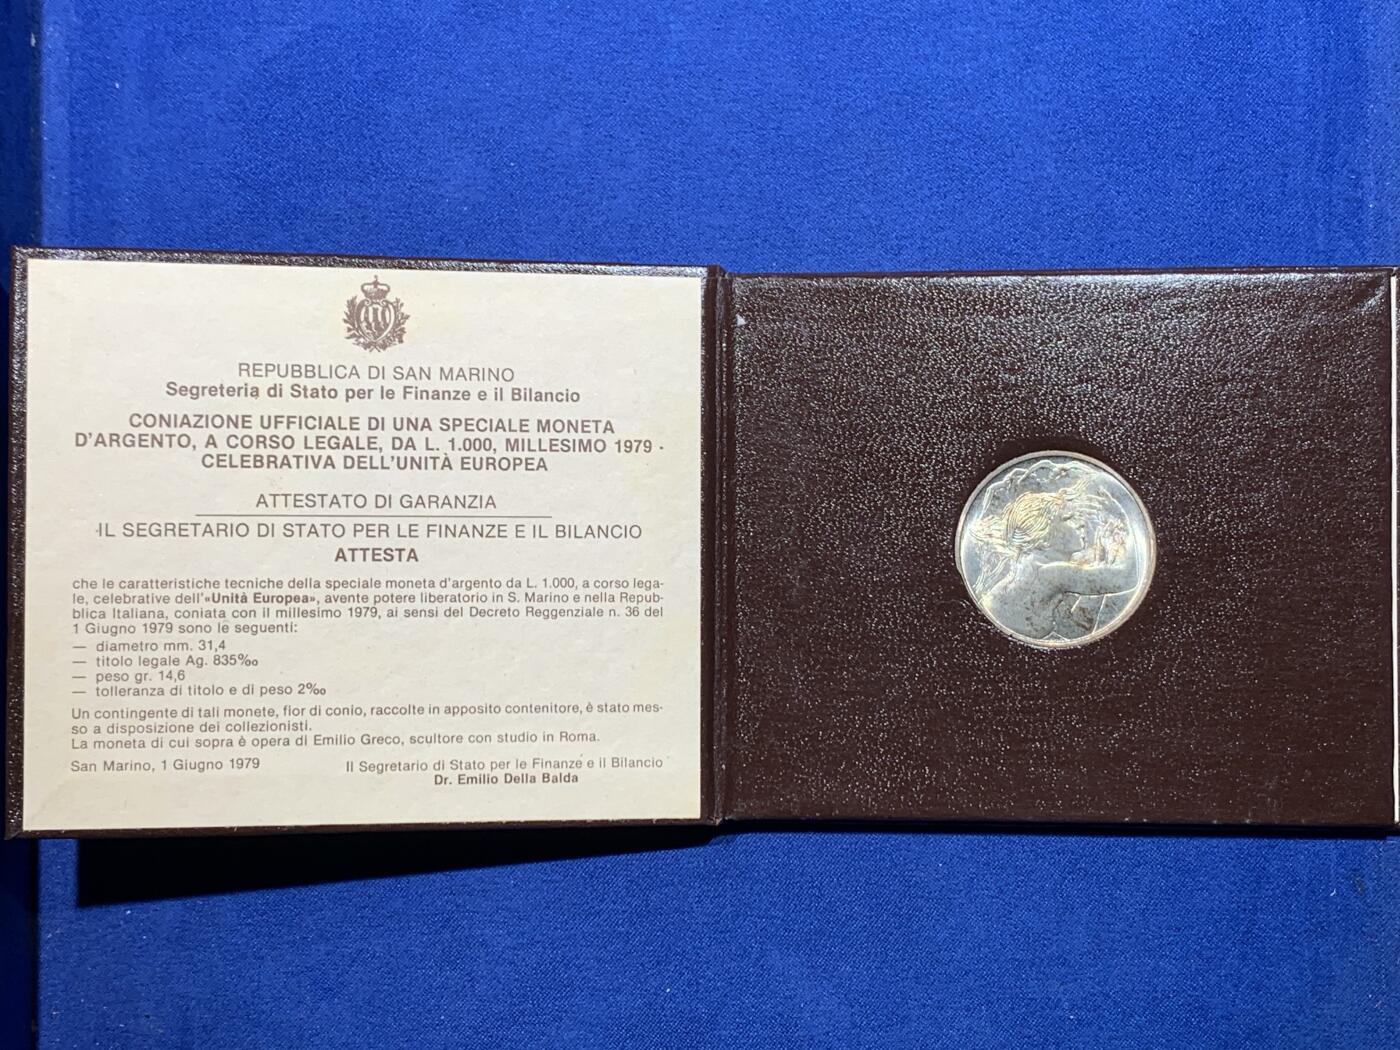 REPUBBLICA DI SAN MARINO
Segreteria di Stato per le Finanze e il Bilancio
CONIAZIONE UFFICIALE DI UNA SPECIALE MONETA
D'ARGENTO, A CORSO LEGALE, DA L. 1.000, MILLESIMO 1979 -
CELEBRATIVA DELL'UNITÀ EUROPEA
ATTESTATO DI GARANZIA
IL SEGRETARIO DI STATO PER LE FINANZE E IL BILANCIO
ATTESTA
che le caratteristiche tecniche della speciale moneta d'argento da L. 1.000, a corso lega-
le, celebrative dell'«Unità Europea», avente potere liberatorio in S. Marino e nella Repub-
blica Italiana, coniata con il millesimo 1979, ai sensi del Decreto Reggenziale n. 36 del
1 Giugno 1979 sono le seguenti:
— diametro mm. 31,4
— titolo legale Ag. 835‰
— peso gr. 14,6
— tolleranza di titolo e di peso 2‰
Un contingente di tali monete, fior di conio, raccolte in apposito contenitore, è stato mes-
so a disposizione dei collezionisti.
La moneta di cui sopra è opera di Emilio Greco, scultore con studio in Roma.
San Marino, 1 Giugno 1979
Il Segretario di Stato per le Finanze e il Bilancio
Dr. Emilio Della Balda